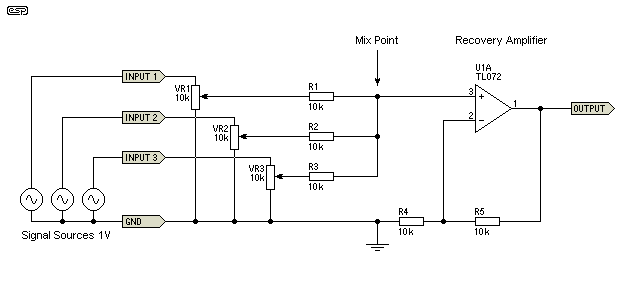 esp
Mix Point
Recovery Amplifier
U1A
TL072
INPUT 1
VR1
10k
R1
10k
3
+
1
OUTPUT
INPUT 2
VR2
10k
R2
10k
2
−
INPUT 3
VR3
10k
R3
10k
GND
R4
10k
R5
10k
Signal Sources 1V